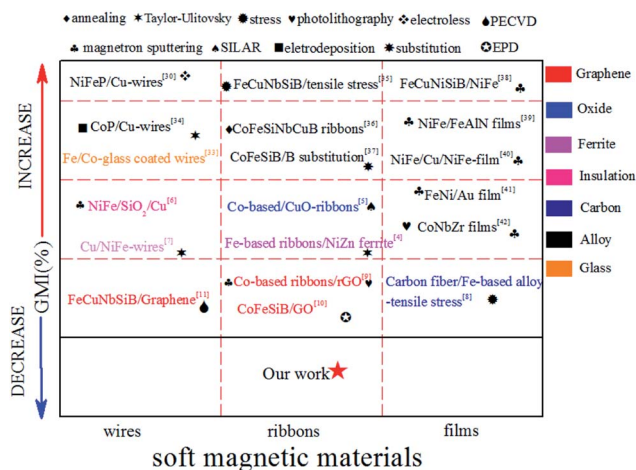 ♦annealing ✶Taylor-Ulitovsky ✹stress ♥photolithography ❖electroless 💧PECVD
♣ magnetron sputtering ♠SILAR ■eletrodeposition ✸substitution ✪EPD
NiFeP/Cu-wires[30]❖ ✹FeCuNbSiB/tensile stress[35] FeCuNiSiB/NiFe[38]♣
■CoP/Cu-wires[34]✶ ♦CoFeSiNbCuB ribbons[36] ♣ NiFe/FeAlN films[39]
Fe/Co-glass coated wires[33] CoFeSiB/B substitution[37]✸ NiFe/Cu/NiFe-film[40]♣
♣ NiFe/SiO2/Cu[6] Co-based/CuO-ribbons[5]♠ ♣FeNi/Au film[41]
Cu/NiFe-wires[7]✶ Fe-based ribbons/NiZn ferrite[4]✶ ♥ CoNbZr films[42]♣
FeCuNbSiB/Graphene[11]💧 ♣Co-based ribbons/rGO[9]♥ Carbon fiber/Fe-based alloy
CoFeSiB/GO[10]✪ -tensile stress[8]✹
Our work★
INCREASE
GMI(%)
DECREASE
wires ribbons films
soft magnetic materials
Graphene
Oxide
Ferrite
Insulation
Carbon
Alloy
Glass